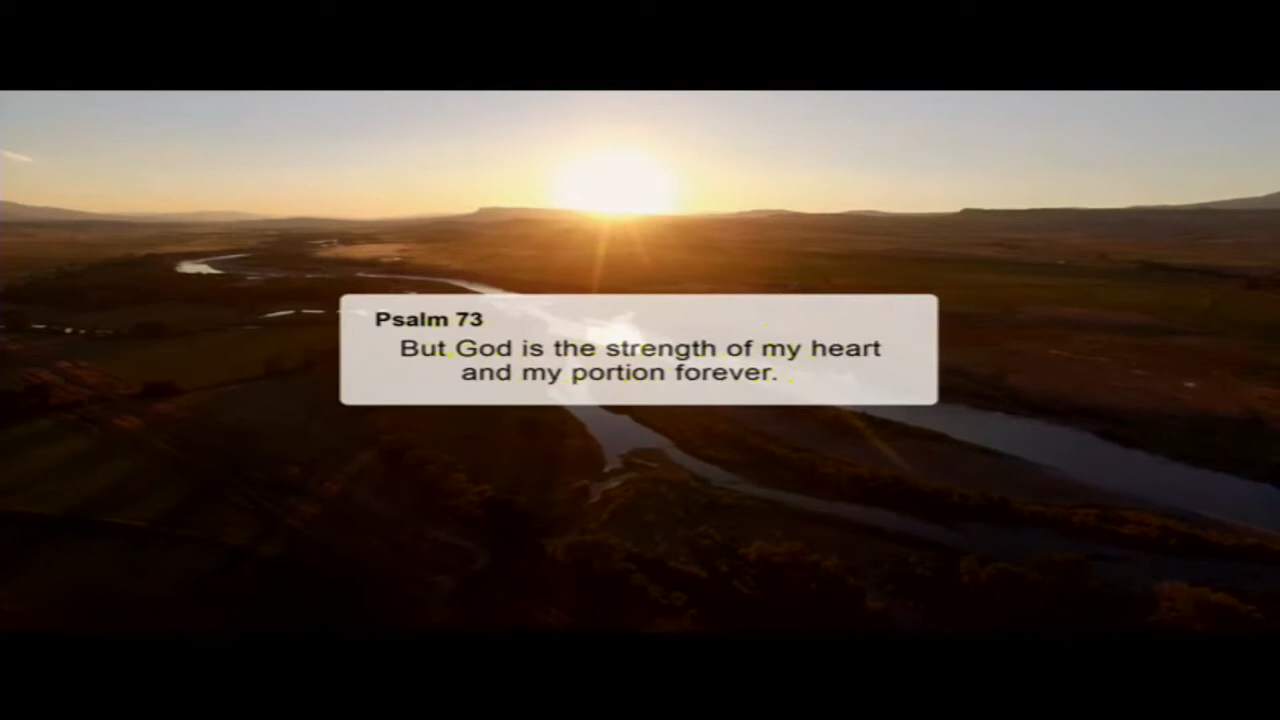 Psalm 73
But God is the strength of my heart
and my portion forever.